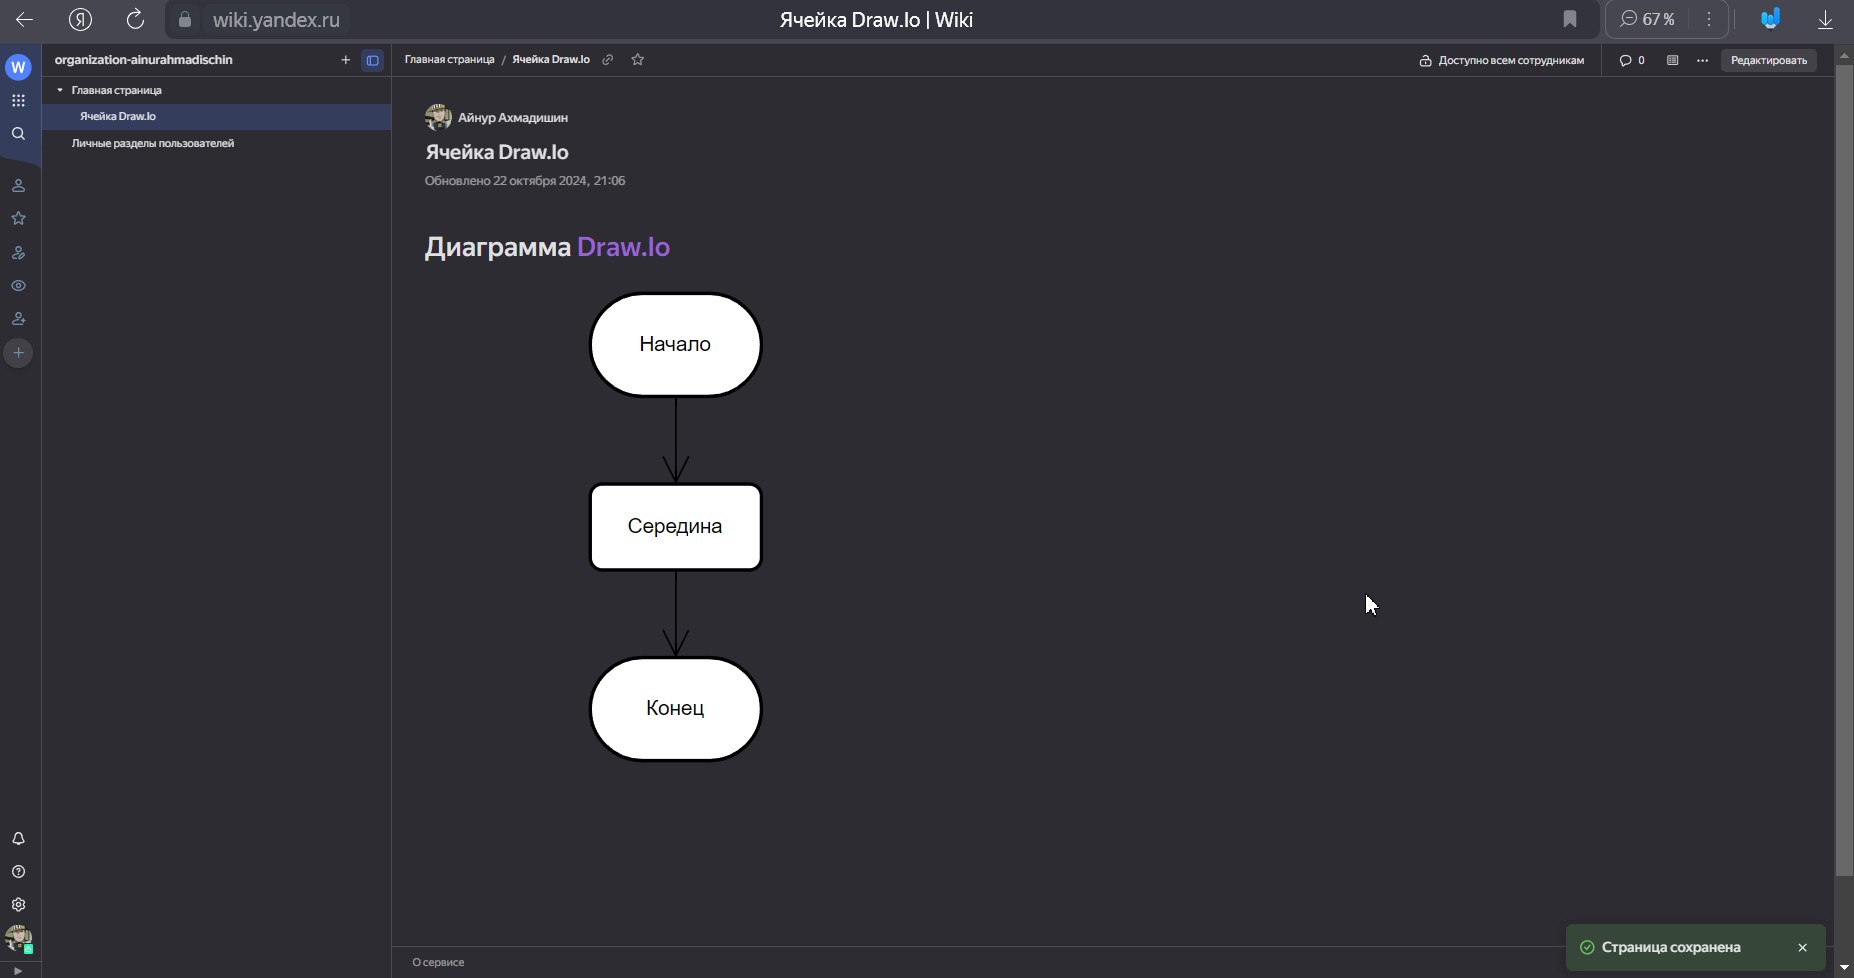 Я
wiki.yandex.ru
Ячейка Draw.Io | Wiki
67 %
W
organization-ainurahmadischin
Главная страница / Ячейка Draw.Io
Доступно всем сотрудникам
0
Редактировать
Главная страница
Ячейка Draw.Io
Личные разделы пользователей
Айнур Ахмадишин
Ячейка Draw.Io
Обновлено 22 октября 2024, 21:06
Диаграмма Draw.Io
Начало
Середина
Конец
Страница сохранена
О сервисе